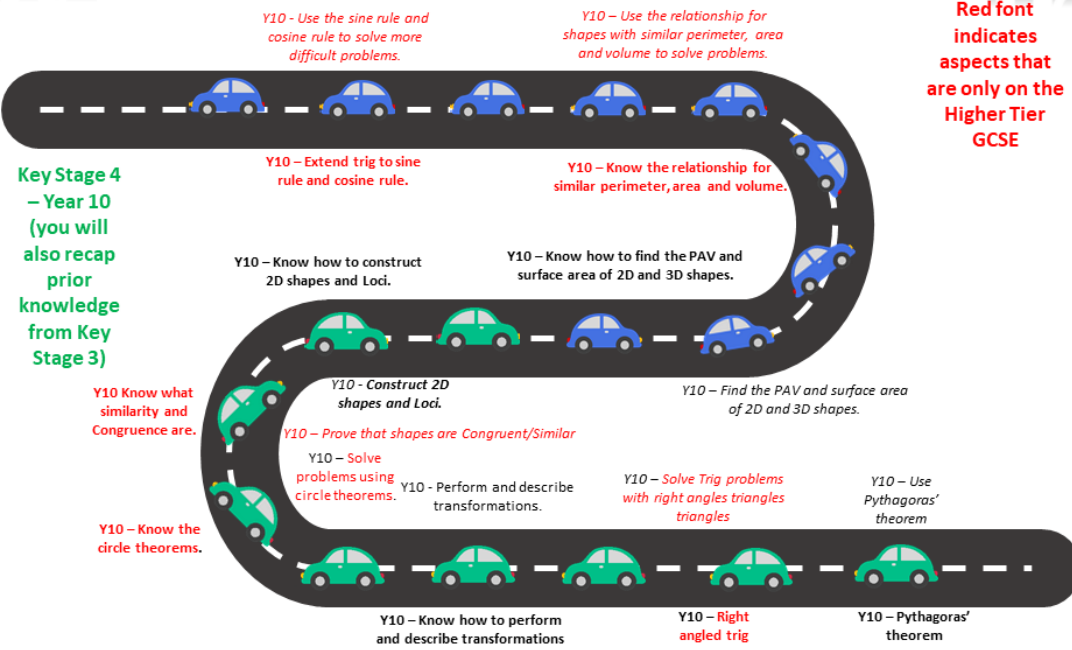 Y10 - Use the sine rule and
cosine rule to solve more
difficult problems.
Y10 – Use the relationship for
shapes with similar perimeter, area
and volume to solve problems.
Red font
indicates
aspects that
are only on the
Higher Tier
GCSE
Y10 – Extend trig to sine
rule and cosine rule.
Y10 – Know the relationship for
similar perimeter, area and volume.
Key Stage 4
– Year 10
(you will
also recap
prior
knowledge
from Key
Stage 3)
Y10 – Know how to construct
2D shapes and Loci.
Y10 – Know how to find the PAV and
surface area of 2D and 3D shapes.
Y10 Know what
similarity and
Congruence are.
Y10 - Construct 2D
shapes and Loci.
Y10 – Find the PAV and surface area
of 2D and 3D shapes.
Y10 – Prove that shapes are Congruent/Similar
Y10 – Solve
problems using
circle theorems.
Y10 - Perform and describe
transformations.
Y10 – Solve Trig problems
with right angles triangles
triangles
Y10 – Use
Pythagoras’
theorem
Y10 – Know the
circle theorems.
Y10 – Know how to perform
and describe transformations
Y10 – Right
angled trig
Y10 – Pythagoras’
theorem